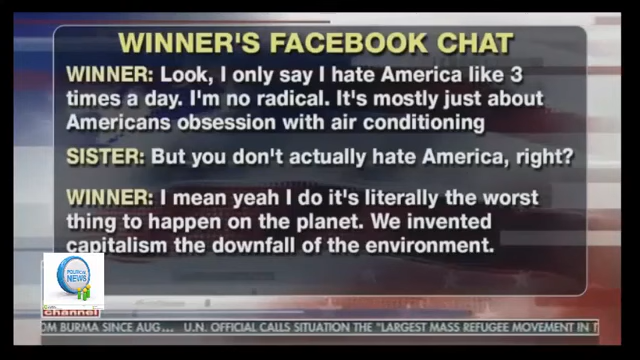 WINNER'S FACEBOOK CHAT
WINNER: Look, I only say I hate America like 3
times a day. I'm no radical. It's mostly just about
Americans obsession with air conditioning
SISTER: But you don't actually hate America, right?
WINNER: I mean yeah I do it's literally the worst
thing to happen on the planet. We invented
capitalism the downfall of the environment.
POLITICAL
NEWS
channel
OM BURMA SINCE AUG... U.N. OFFICIAL CALLS SITUATION THE "LARGEST MASS REFUGEE MOVEMENT IN T